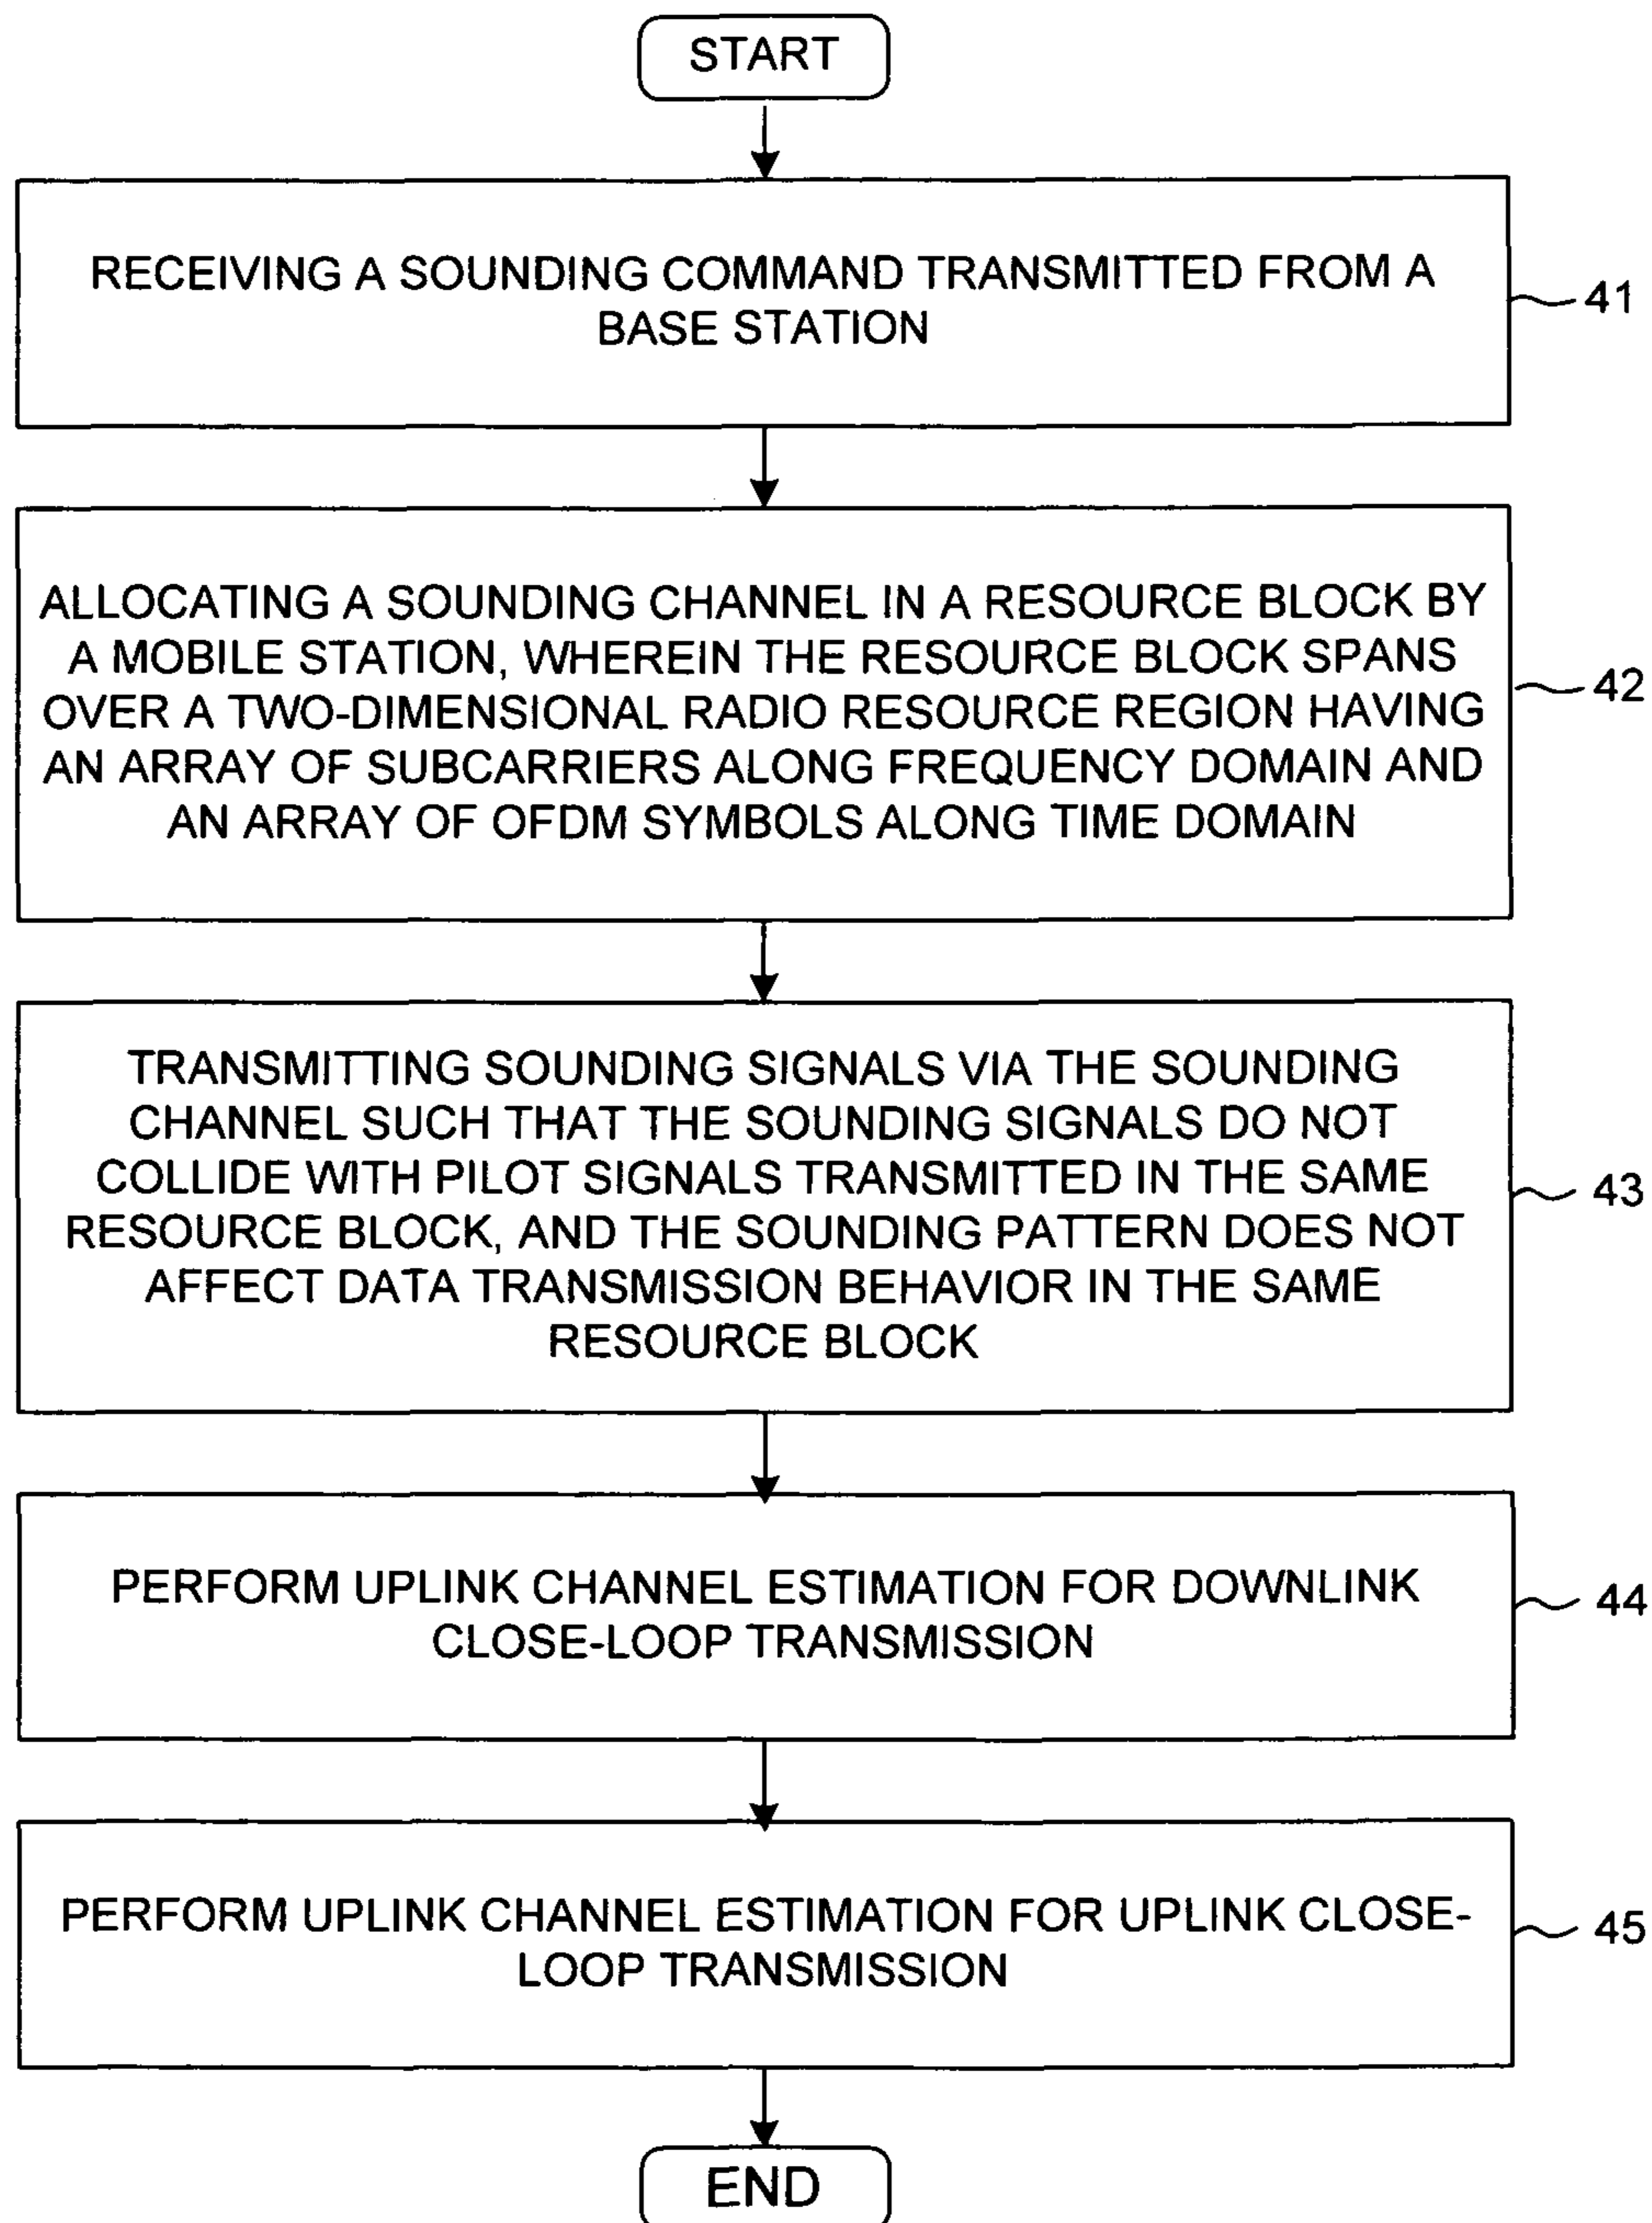 START
RECEIVING A SOUNDING COMMAND TRANSMITTED FROM A
BASE STATION
41
ALLOCATING A SOUNDING CHANNEL IN A RESOURCE BLOCK BY
A MOBILE STATION, WHEREIN THE RESOURCE BLOCK SPANS
OVER A TWO-DIMENSIONAL RADIO RESOURCE REGION HAVING
AN ARRAY OF SUBCARRIERS ALONG FREQUENCY DOMAIN AND
AN ARRAY OF OFDM SYMBOLS ALONG TIME DOMAIN
42
TRANSMITTING SOUNDING SIGNALS VIA THE SOUNDING
CHANNEL SUCH THAT THE SOUNDING SIGNALS DO NOT
COLLIDE WITH PILOT SIGNALS TRANSMITTED IN THE SAME
RESOURCE BLOCK, AND THE SOUNDING PATTERN DOES NOT
AFFECT DATA TRANSMISSION BEHAVIOR IN THE SAME
RESOURCE BLOCK
43
PERFORM UPLINK CHANNEL ESTIMATION FOR DOWNLINK
CLOSE-LOOP TRANSMISSION
44
PERFORM UPLINK CHANNEL ESTIMATION FOR UPLINK CLOSE-
LOOP TRANSMISSION
45
END